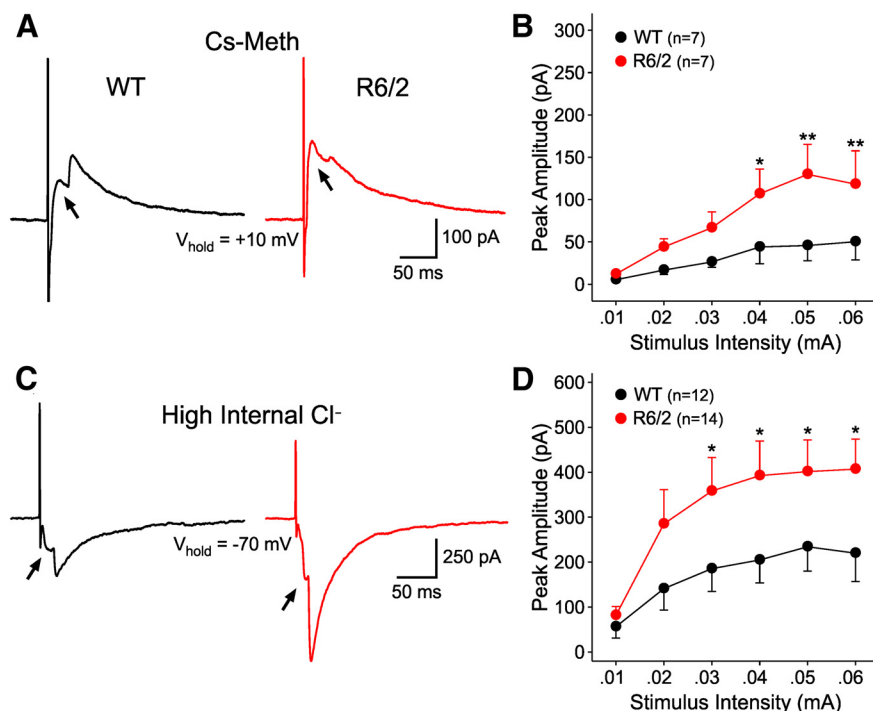 A
Cs-Meth
WT
R6/2
Vhold = +10 mV
100 pA
50 ms
B
WT (n=7)
R6/2 (n=7)
Peak Amplitude (pA)
300
250
200
150
100
50
0
*
**
**
.01 .02 .03 .04 .05 .06
Stimulus Intensity (mA)
C
High Internal Cl-
Vhold = -70 mV
250 pA
50 ms
D
WT (n=12)
R6/2 (n=14)
Peak Amplitude (pA)
600
500
400
300
200
100
0
* * * *
.01 .02 .03 .04 .05 .06
Stimulus Intensity (mA)